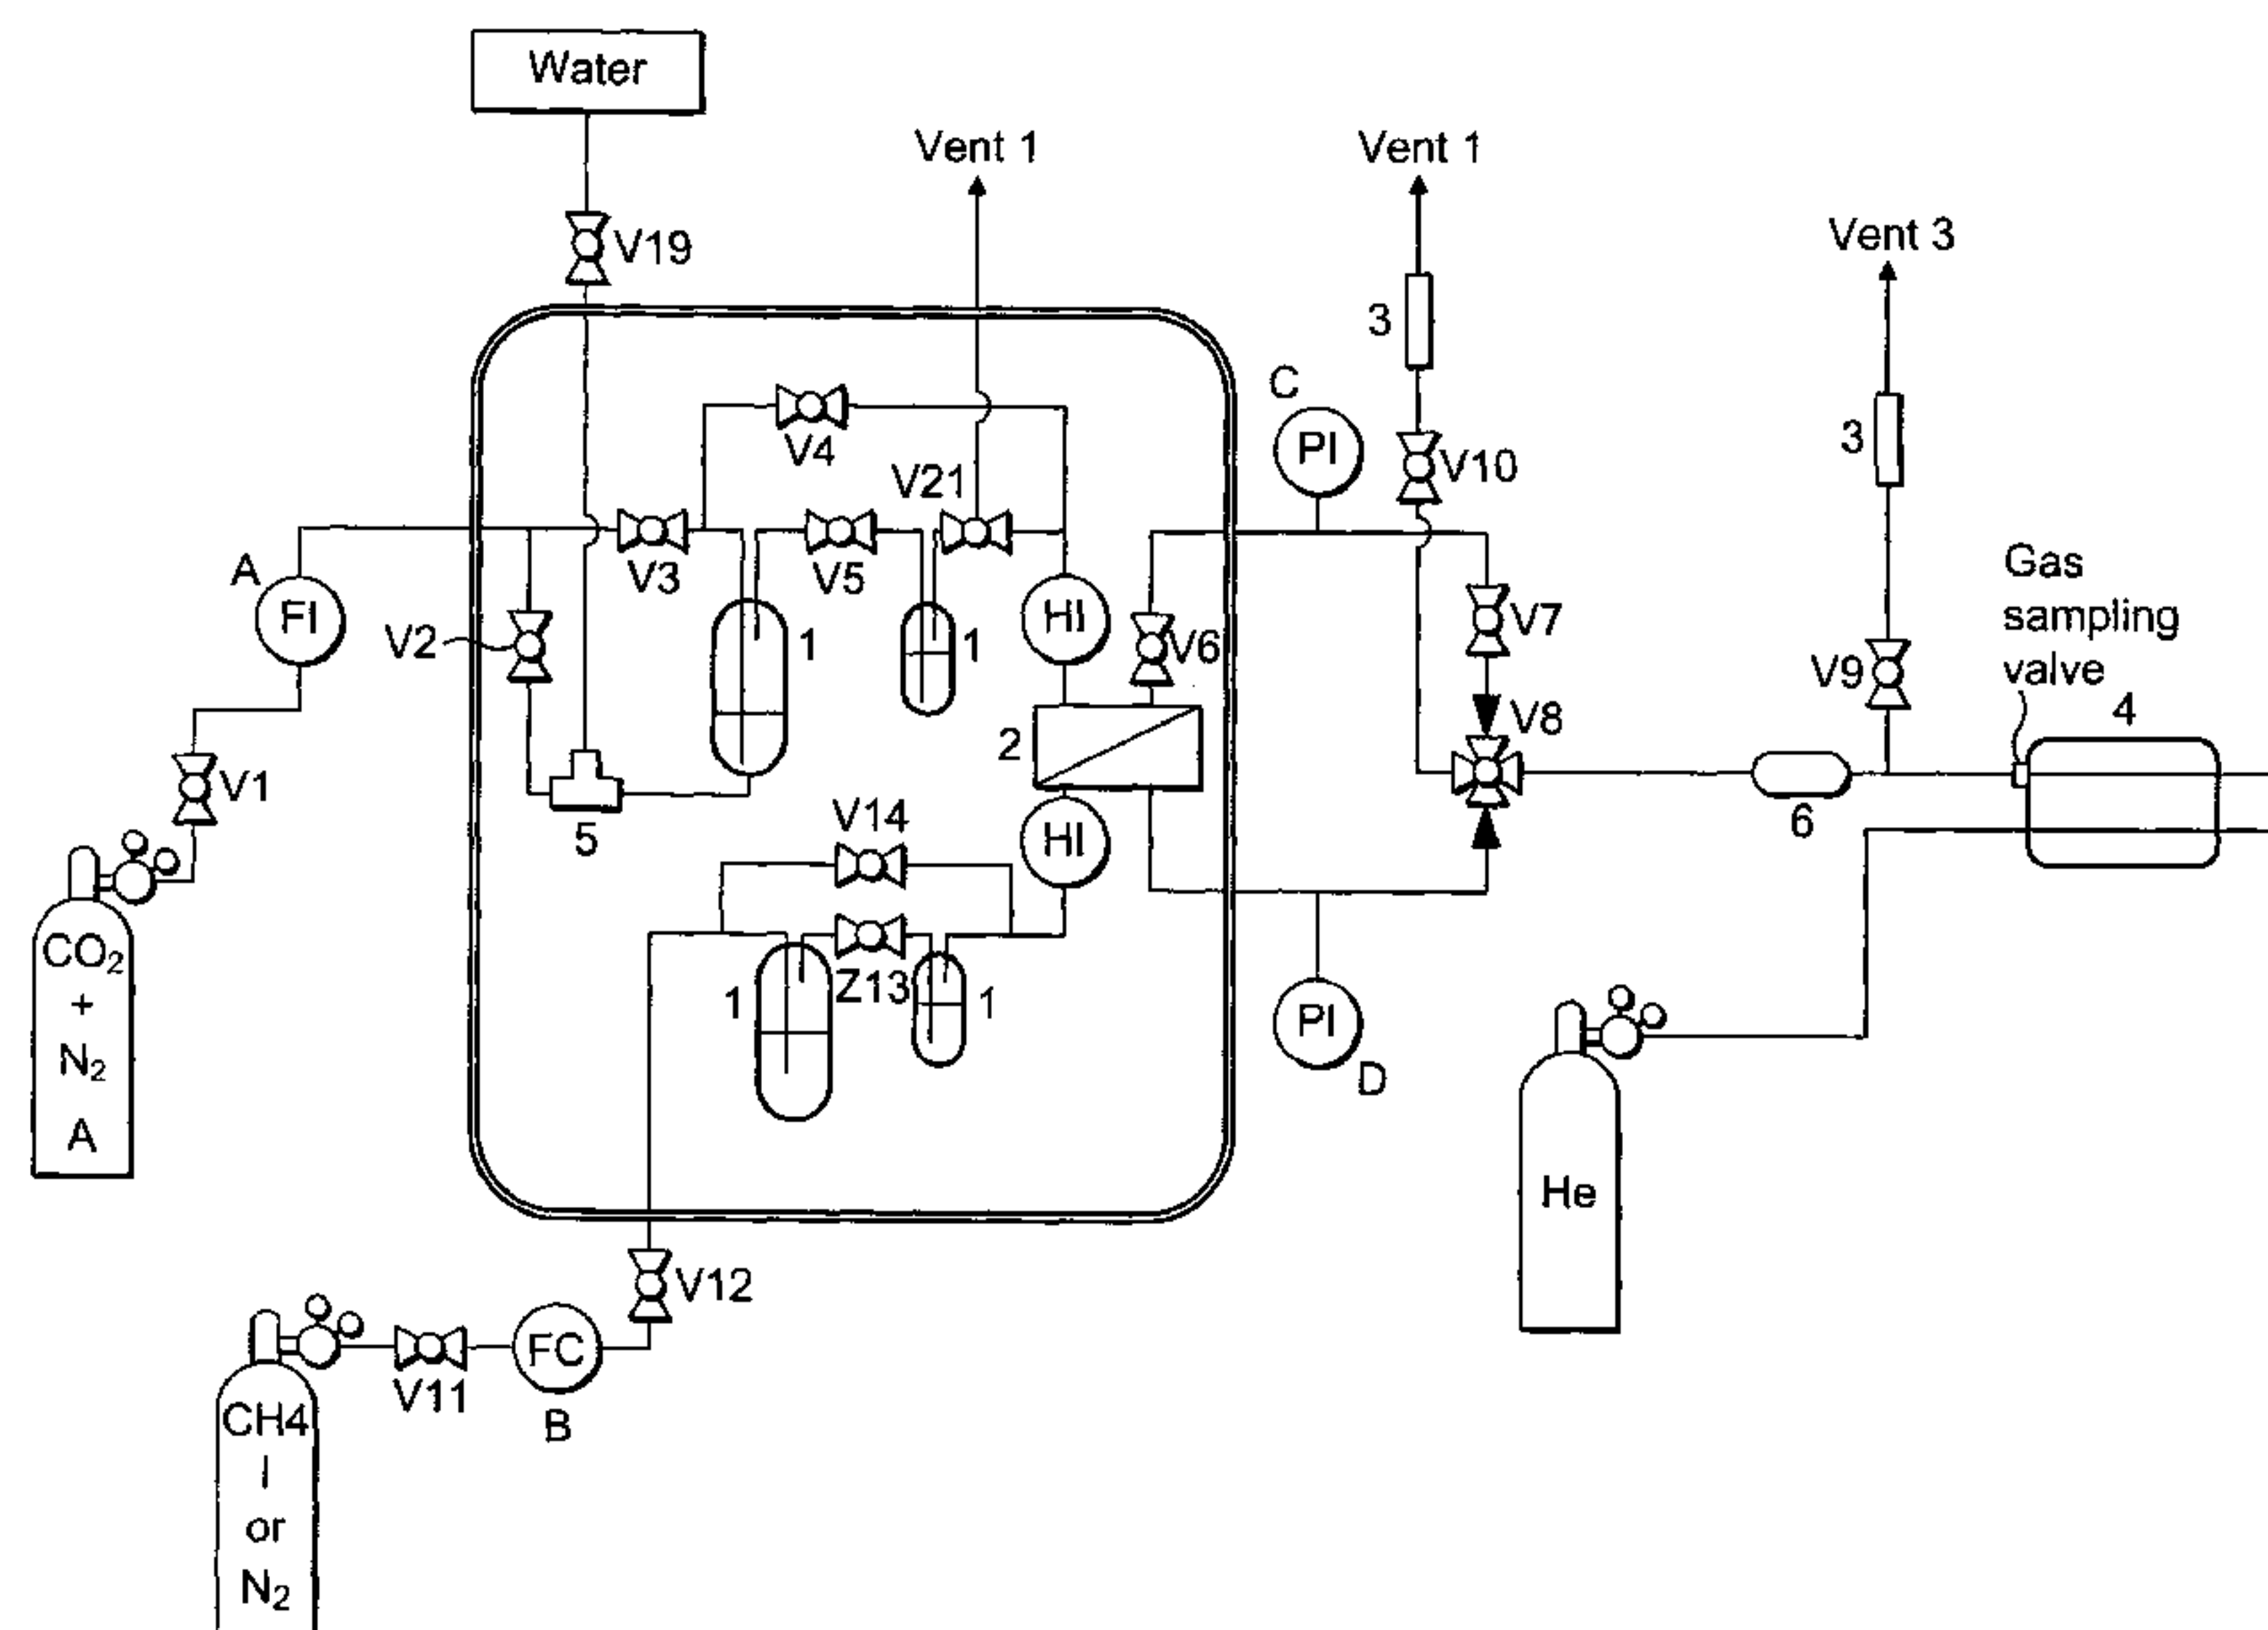 Water
Vent 1
Vent 1
Vent 3
V19
3
C
PI
V4
V21
V10
3
A
FI
V3
V5
Gas
sampling
valve
V2
1
1
HI
V6
V7
V9
V8
4
2
V1
5
V14
HI
6
CO₂
+
N₂
A
1
Z13
1
PI
D
He
V12
FC
V11
B
CH4
I
or
N₂